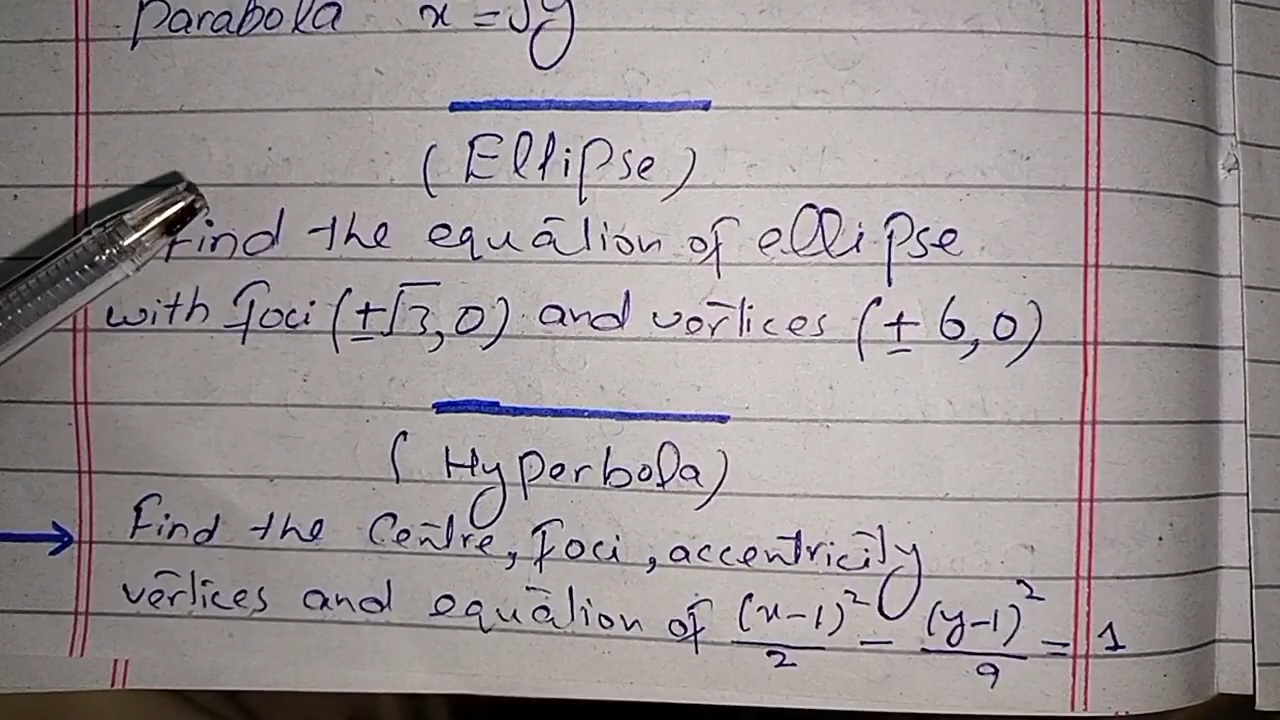 Parabola x = √y
(Ellipse)
Find the equation of ellipse
with foci (±√3,0) and vertices (± 6,0)
(Hyperbola)
Find the Centre, foci, accentricity
vertices and equation of (x-1)²/2 - (y-1)²/9 = 1